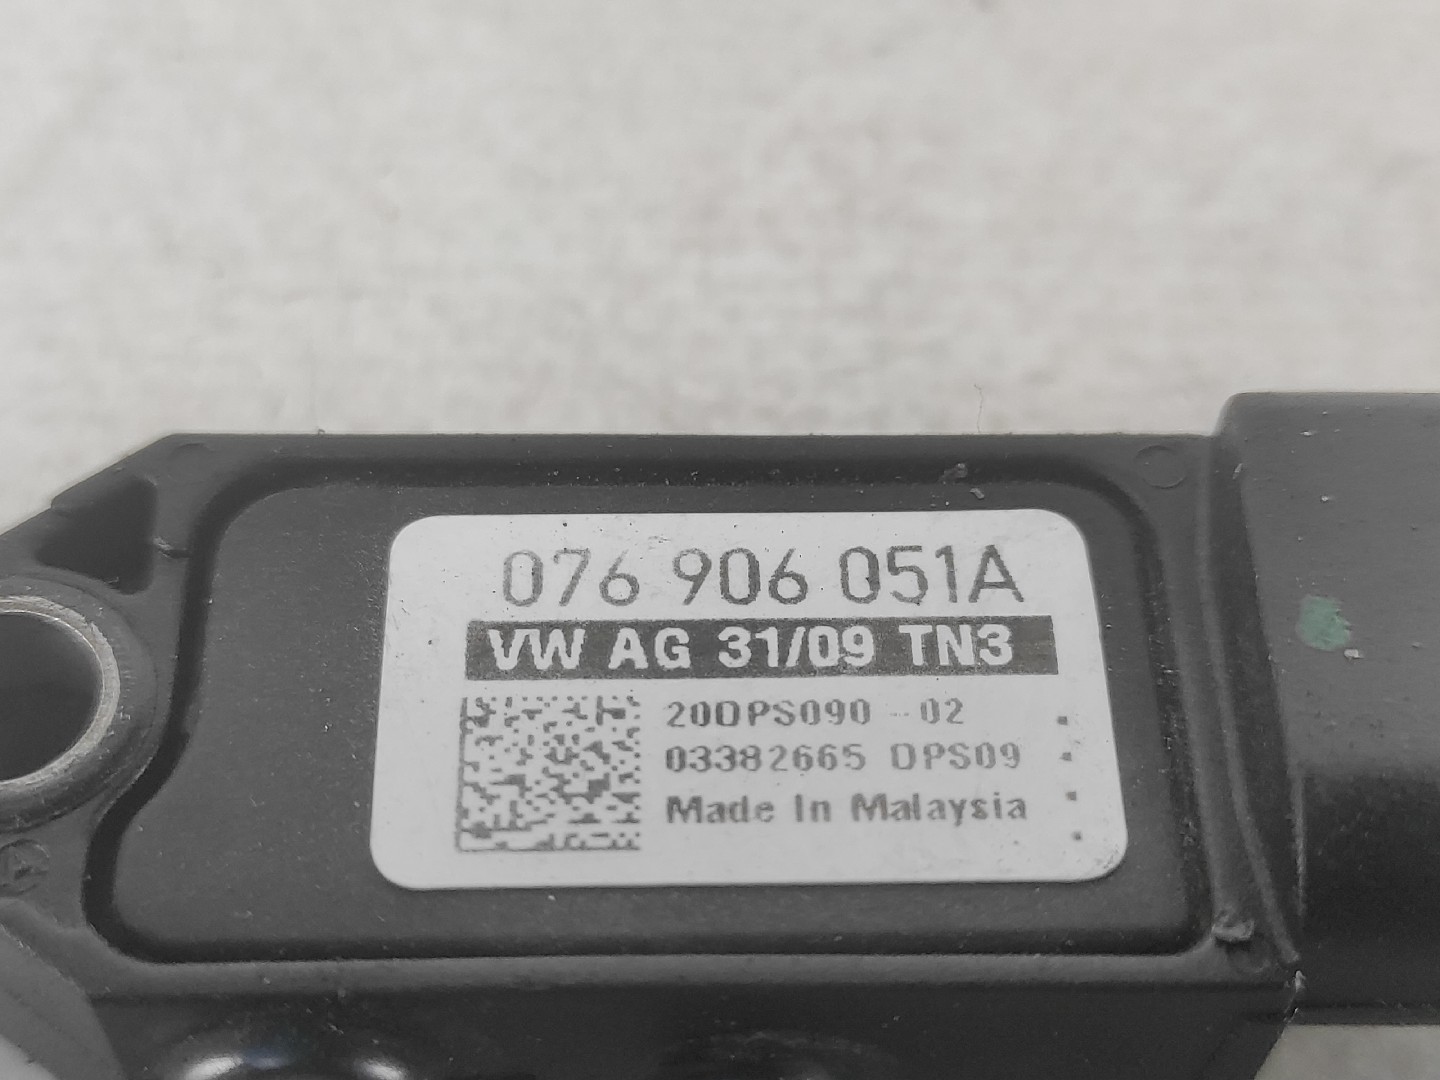 076 906 051A
VW AG 31/09 TN3
20DPS090-02
03382665 DPS09
Made In Malaysia